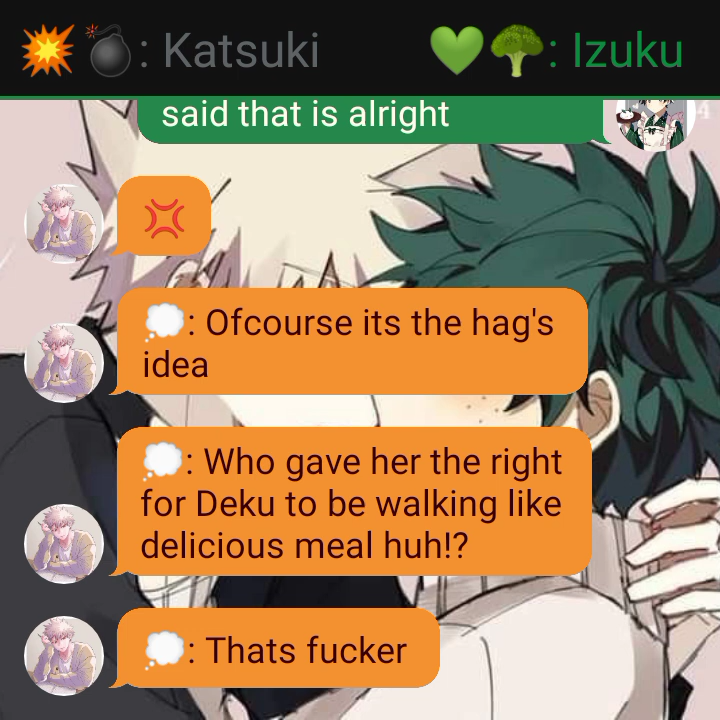 💥💣: Katsuki 💚🥦: Izuku
said that is alright
💢
💭: Ofcourse its the hag's
idea
💭: Who gave her the right
for Deku to be walking like
delicious meal huh!?
💭: Thats fucker